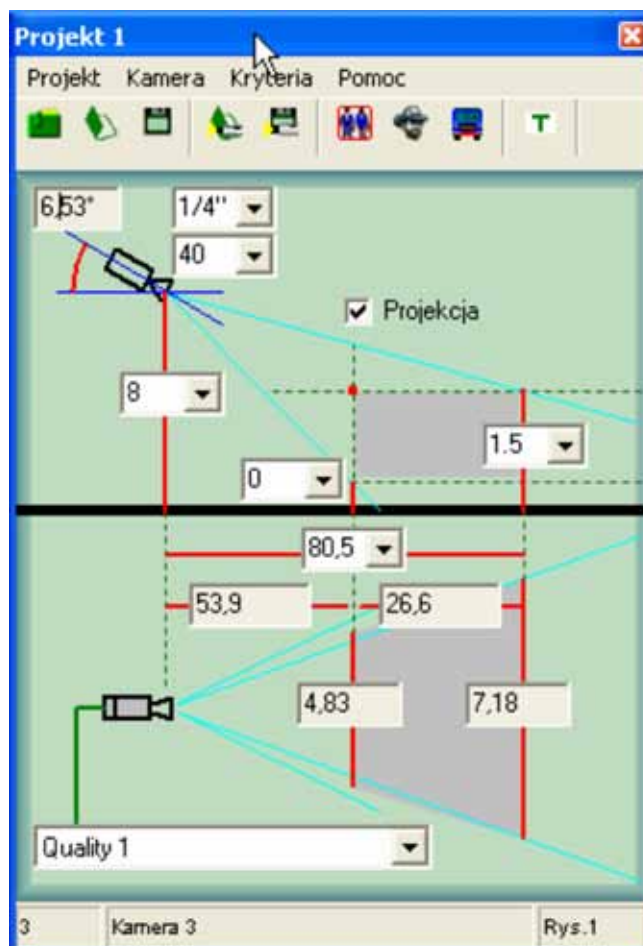 Projekt 1
Projekt Kamera Kryteria Pomoc
T
6,53°
1/4"
40
Projekcja
8
1.5
0
80,5
53,9
26,6
4,83
7,18
Quality 1
3
Kamera 3
Rys.1